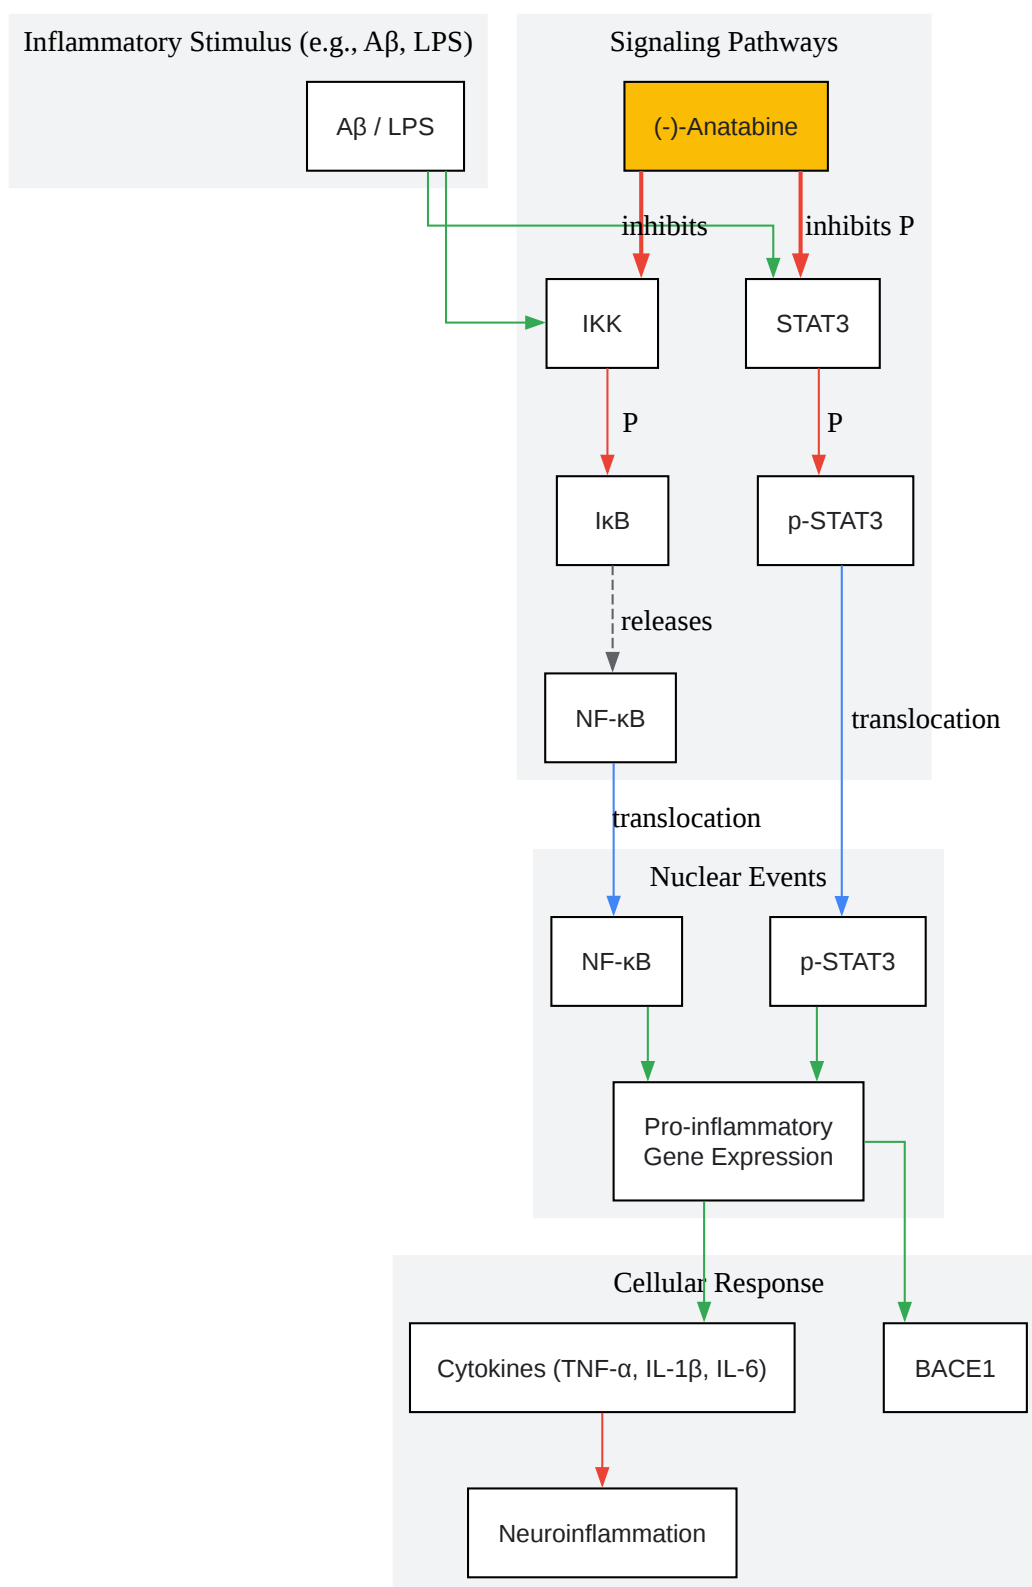 Inflammatory Stimulus (e.g., Aβ, LPS)
Signaling Pathways
Aβ / LPS
(-)-Anatabine
inhibits
inhibits P
IKK
STAT3
P
P
IκB
p-STAT3
releases
NF-κB
translocation
translocation
Nuclear Events
NF-κB
p-STAT3
Pro-inflammatory
Gene Expression
Cellular Response
Cytokines (TNF-α, IL-1β, IL-6)
BACE1
Neuroinflammation